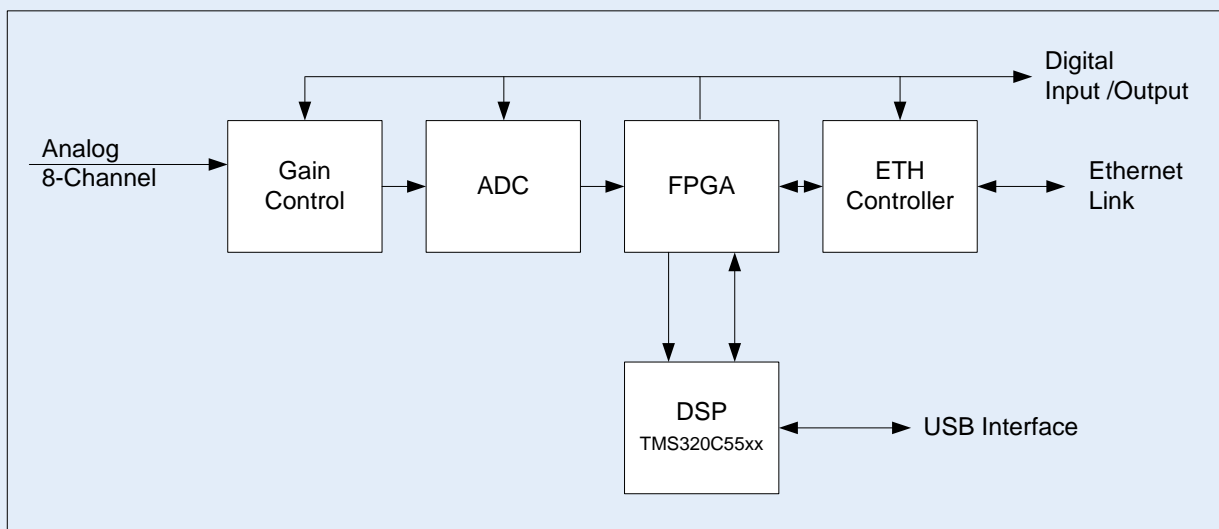 Digital
Input /Output
Analog
8-Channel
Gain
Control
ADC
FPGA
ETH
Controller
Ethernet
Link
DSP
TMS320C55xx
USB Interface